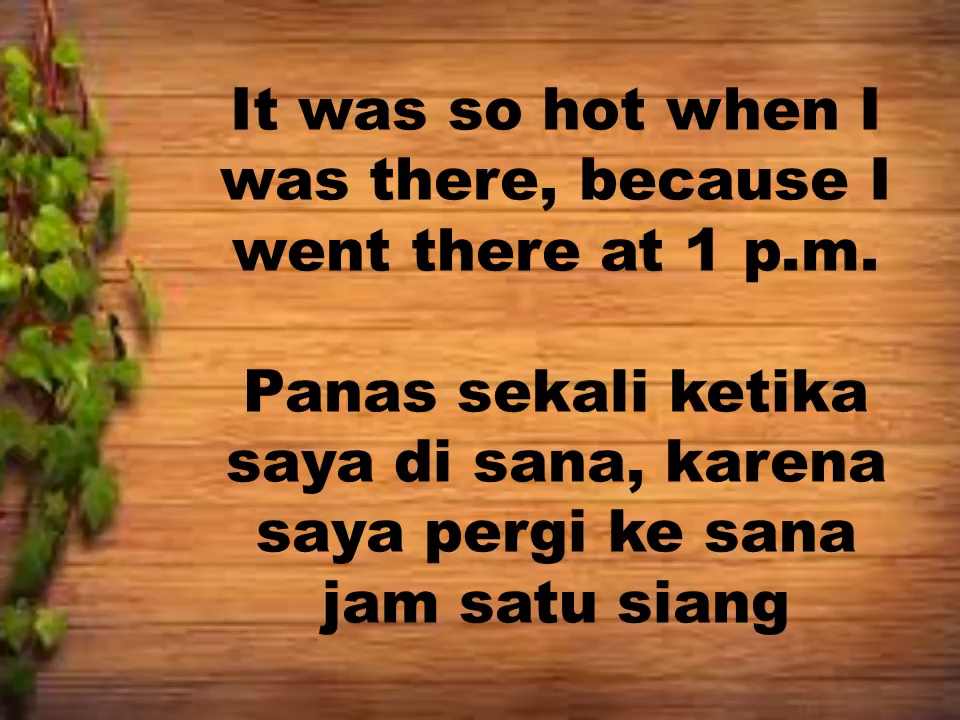 It was so hot when I
was there, because I
went there at 1 p.m.
Panas sekali ketika
saya di sana, karena
saya pergi ke sana
jam satu siang